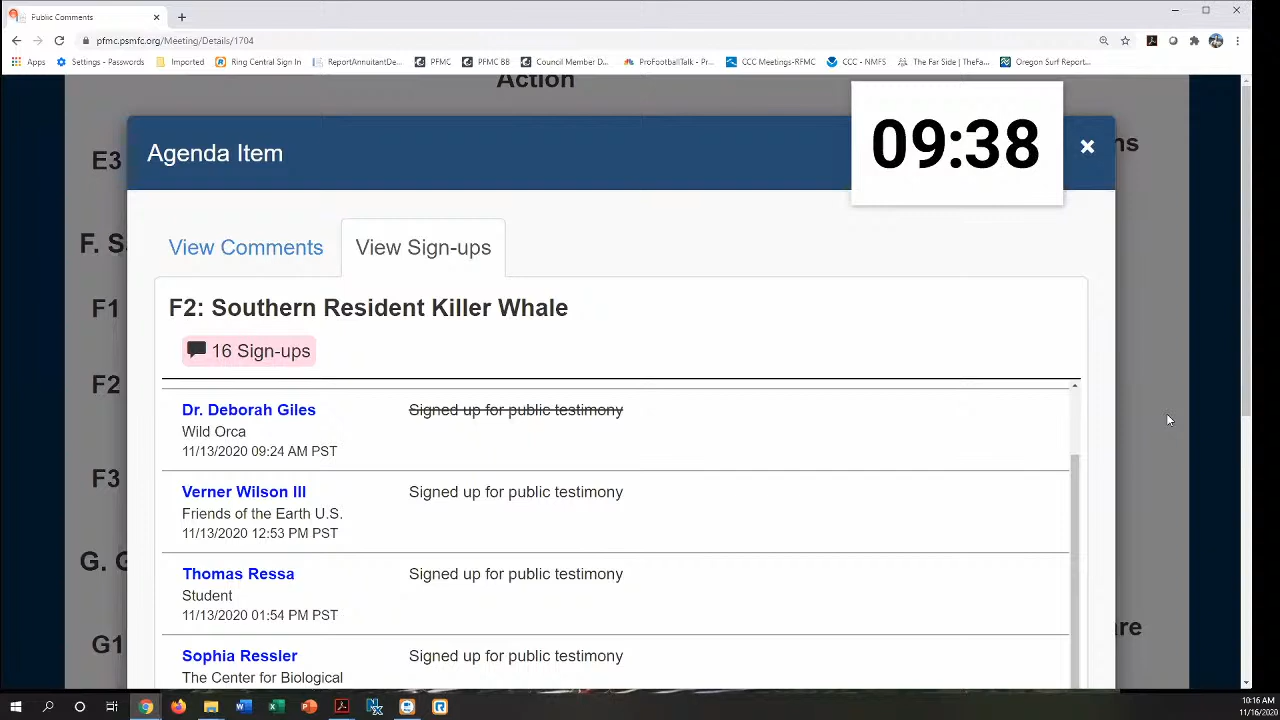 Public Comments
pfmc.psmfc.org/Meeting/Details/1704
Apps
Settings - Passwords
Imported
Ring Central Sign In
ReportAnnuitantDe...
PFMC
PFMC BB
Council Member D...
ProFootballTalk - Pr...
CCC Meetings-RFMC
CCC - NMFS
The Far Side | TheFa...
Oregon Surf Report...
Action
09:38
Agenda Item
E3
ns
View Comments
View Sign-ups
F. S
F2: Southern Resident Killer Whale
F1
16 Sign-ups
F2
Dr. Deborah Giles
Signed up for public testimony
Wild Orca
11/13/2020 09:24 AM PST
F3
Verner Wilson III
Signed up for public testimony
Friends of the Earth U.S.
11/13/2020 12:53 PM PST
G. G
Thomas Ressa
Signed up for public testimony
Student
11/13/2020 01:54 PM PST
G1
are
Sophia Ressler
Signed up for public testimony
The Center for Biological
10:16 AM
11/16/2020